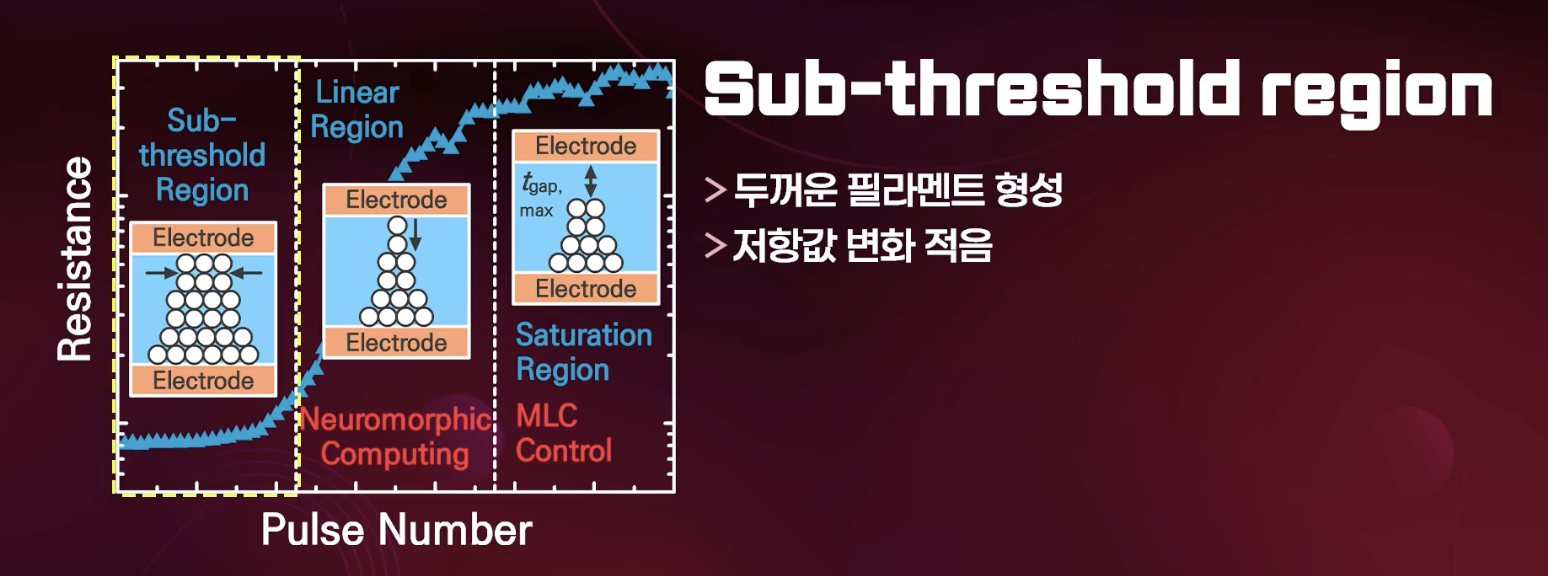 Sub-threshold region
> 두꺼운 필라멘트 형성
> 저항값 변화 적음
Resistance
Sub-
threshold
Region
Electrode
Electrode
Linear
Region
Electrode
Electrode
Neuromorphic
Computing
Electrode
tgap,
max
Electrode
Saturation
Region
MLC
Control
Pulse Number